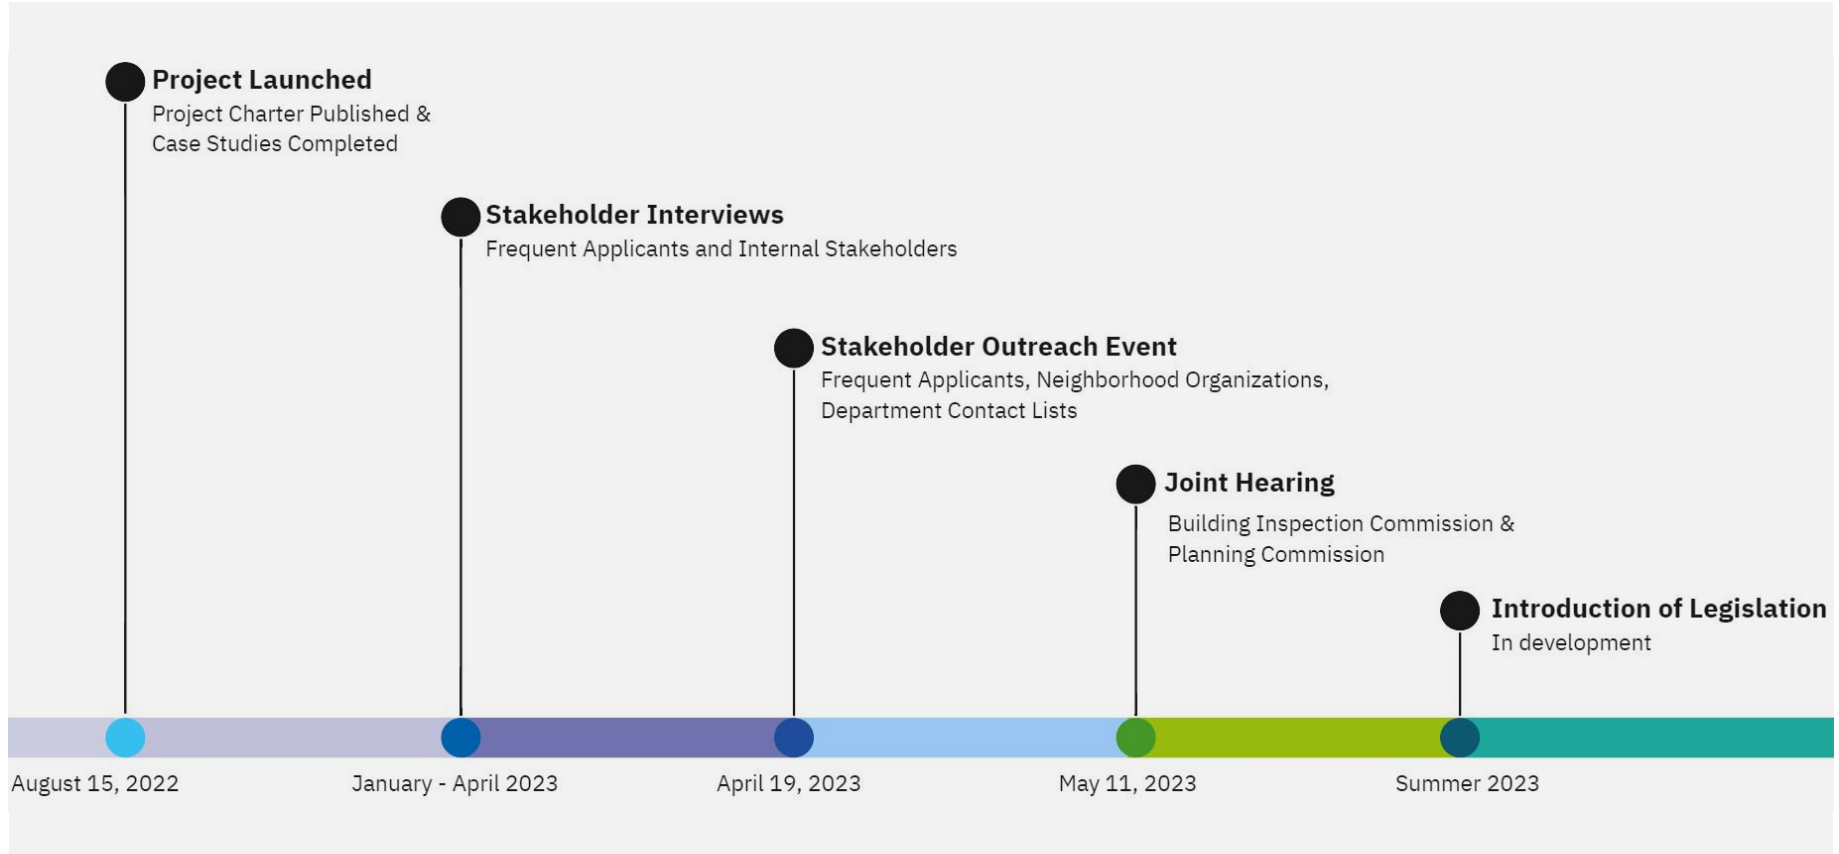 Project Launched
Project Charter Published &
Case Studies Completed
Stakeholder Interviews
Frequent Applicants and Internal Stakeholders
Stakeholder Outreach Event
Frequent Applicants, Neighborhood Organizations,
Department Contact Lists
Joint Hearing
Building Inspection Commission &
Planning Commission
Introduction of Legislation
In development
August 15, 2022
January - April 2023
April 19, 2023
May 11, 2023
Summer 2023